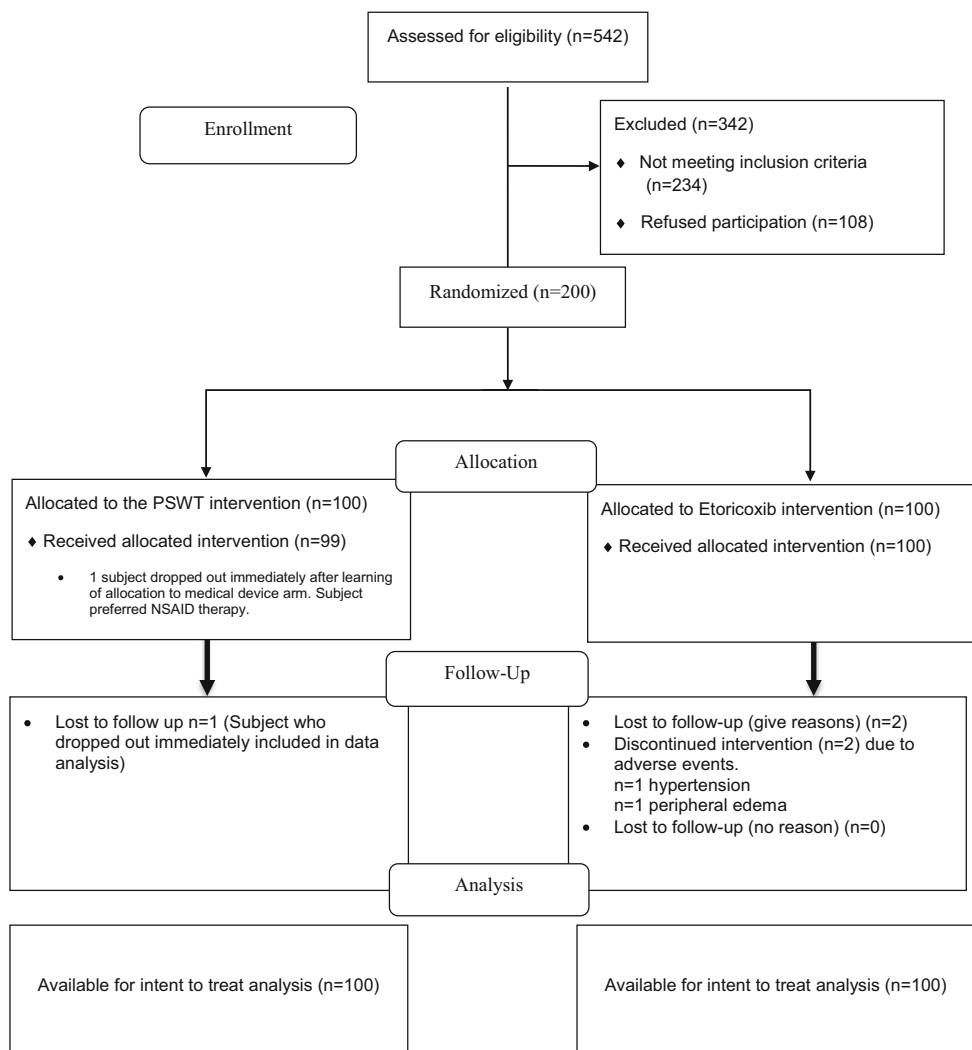 Assessed for eligibility (n=542)
Enrollment
Excluded (n=342)
♦ Not meeting inclusion criteria
(n=234)
♦ Refused participation (n=108)
Randomized (n=200)
Allocation
Allocated to the PSWT intervention (n=100)
♦ Received allocated intervention (n=99)
• 1 subject dropped out immediately after learning
of allocation to medical device arm. Subject
preferred NSAID therapy.
Allocated to Etoricoxib intervention (n=100)
♦ Received allocated intervention (n=100)
Follow-Up
• Lost to follow up n=1 (Subject who
dropped out immediately included in data
analysis)
• Lost to follow-up (give reasons) (n=2)
• Discontinued intervention (n=2) due to
adverse events.
n=1 hypertension
n=1 peripheral edema
• Lost to follow-up (no reason) (n=0)
Analysis
Available for intent to treat analysis (n=100)
Available for intent to treat analysis (n=100)